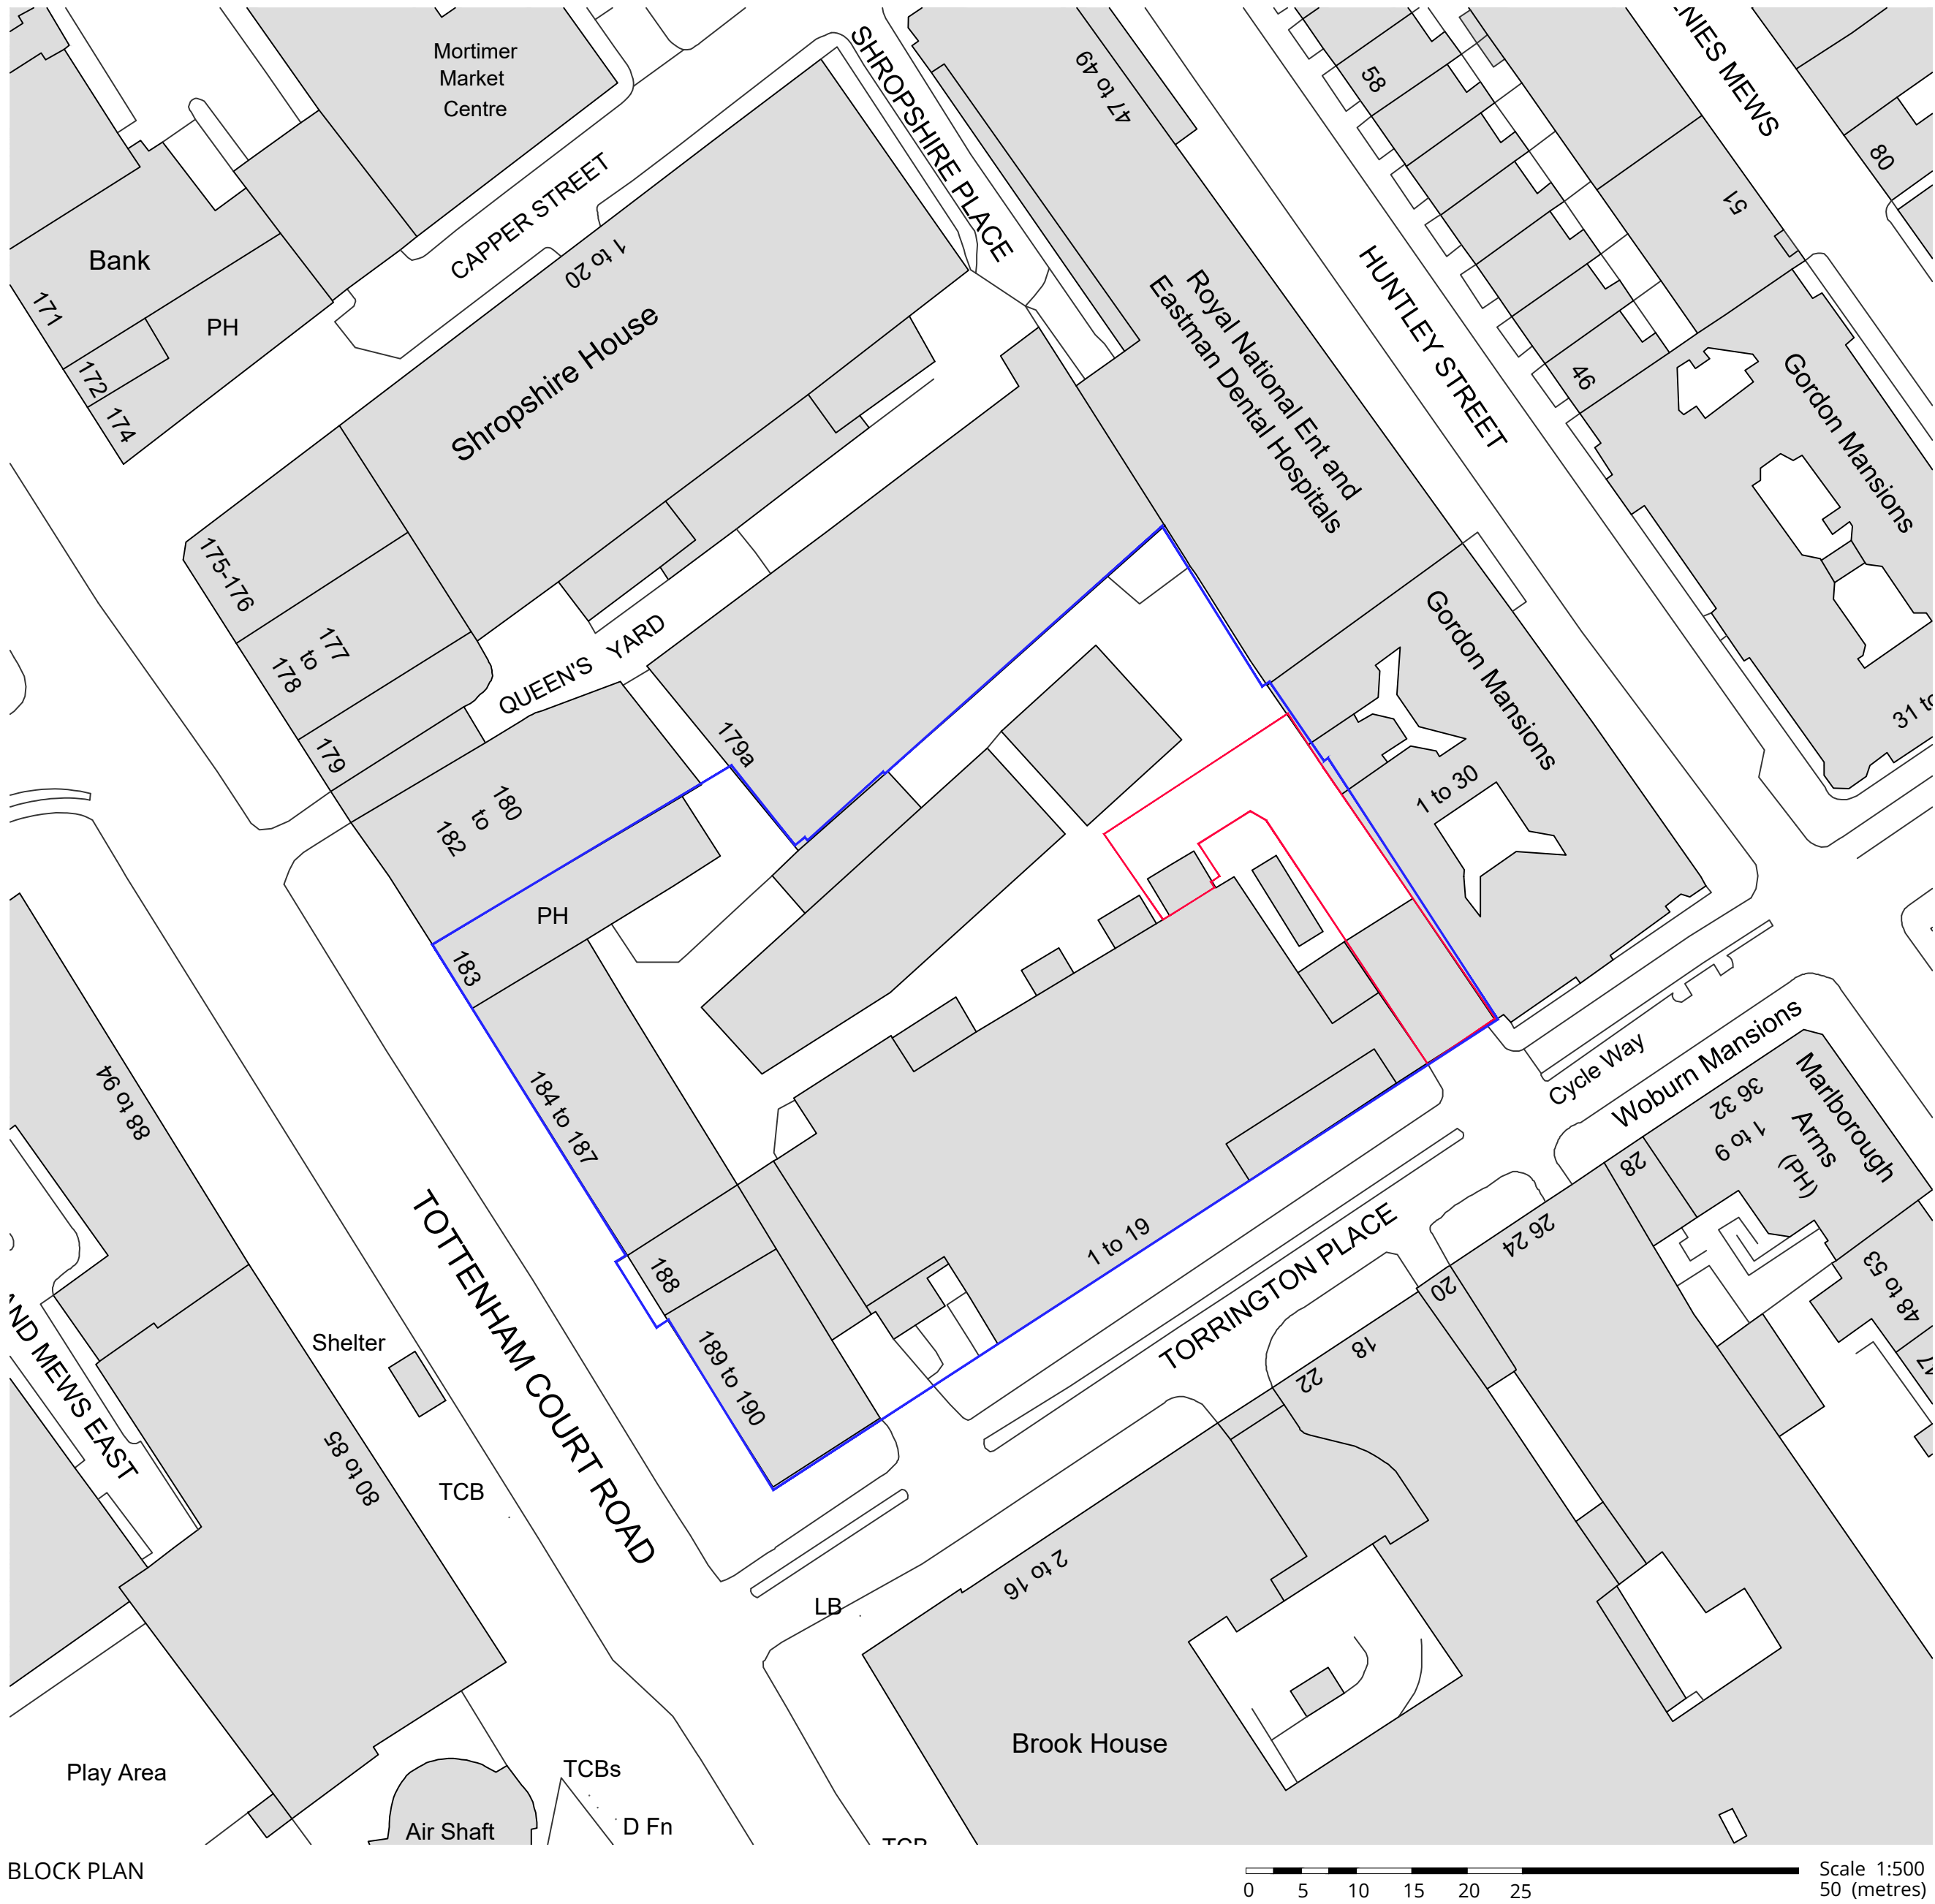 Mortimer
Market
Centre
SHROPSHIRE PLACE
47 to 49
58
NIES MEWS
80
51
CAPPER STREET
Bank
1 to 20
171
PH
172
174
Shropshire House
Royal National Ent and
Eastman Dental Hospitals
HUNTLEY STREET
46
Gordon Mansions
175-176
177
to
178
QUEEN'S YARD
179
179a
Gordon Mansions
1 to 30
31 to
180
to
182
PH
183
184 to 187
88 to 94
Cycle Way
Woburn Mansions
Marlborough
Arms
(PH)
36 32
1 to 9
28
26 24
48 to 53
TOTTENHAM COURT ROAD
1 to 19
TORRINGTON PLACE
20
18
22
188
189 to 190
Shelter
ND MEWS EAST
80 to 85
TCB
LB
2 to 16
Brook House
Play Area
TCBs
D Fn
Air Shaft
TCB
BLOCK PLAN
0 5 10 15 20 25
Scale 1:500
50 (metres)